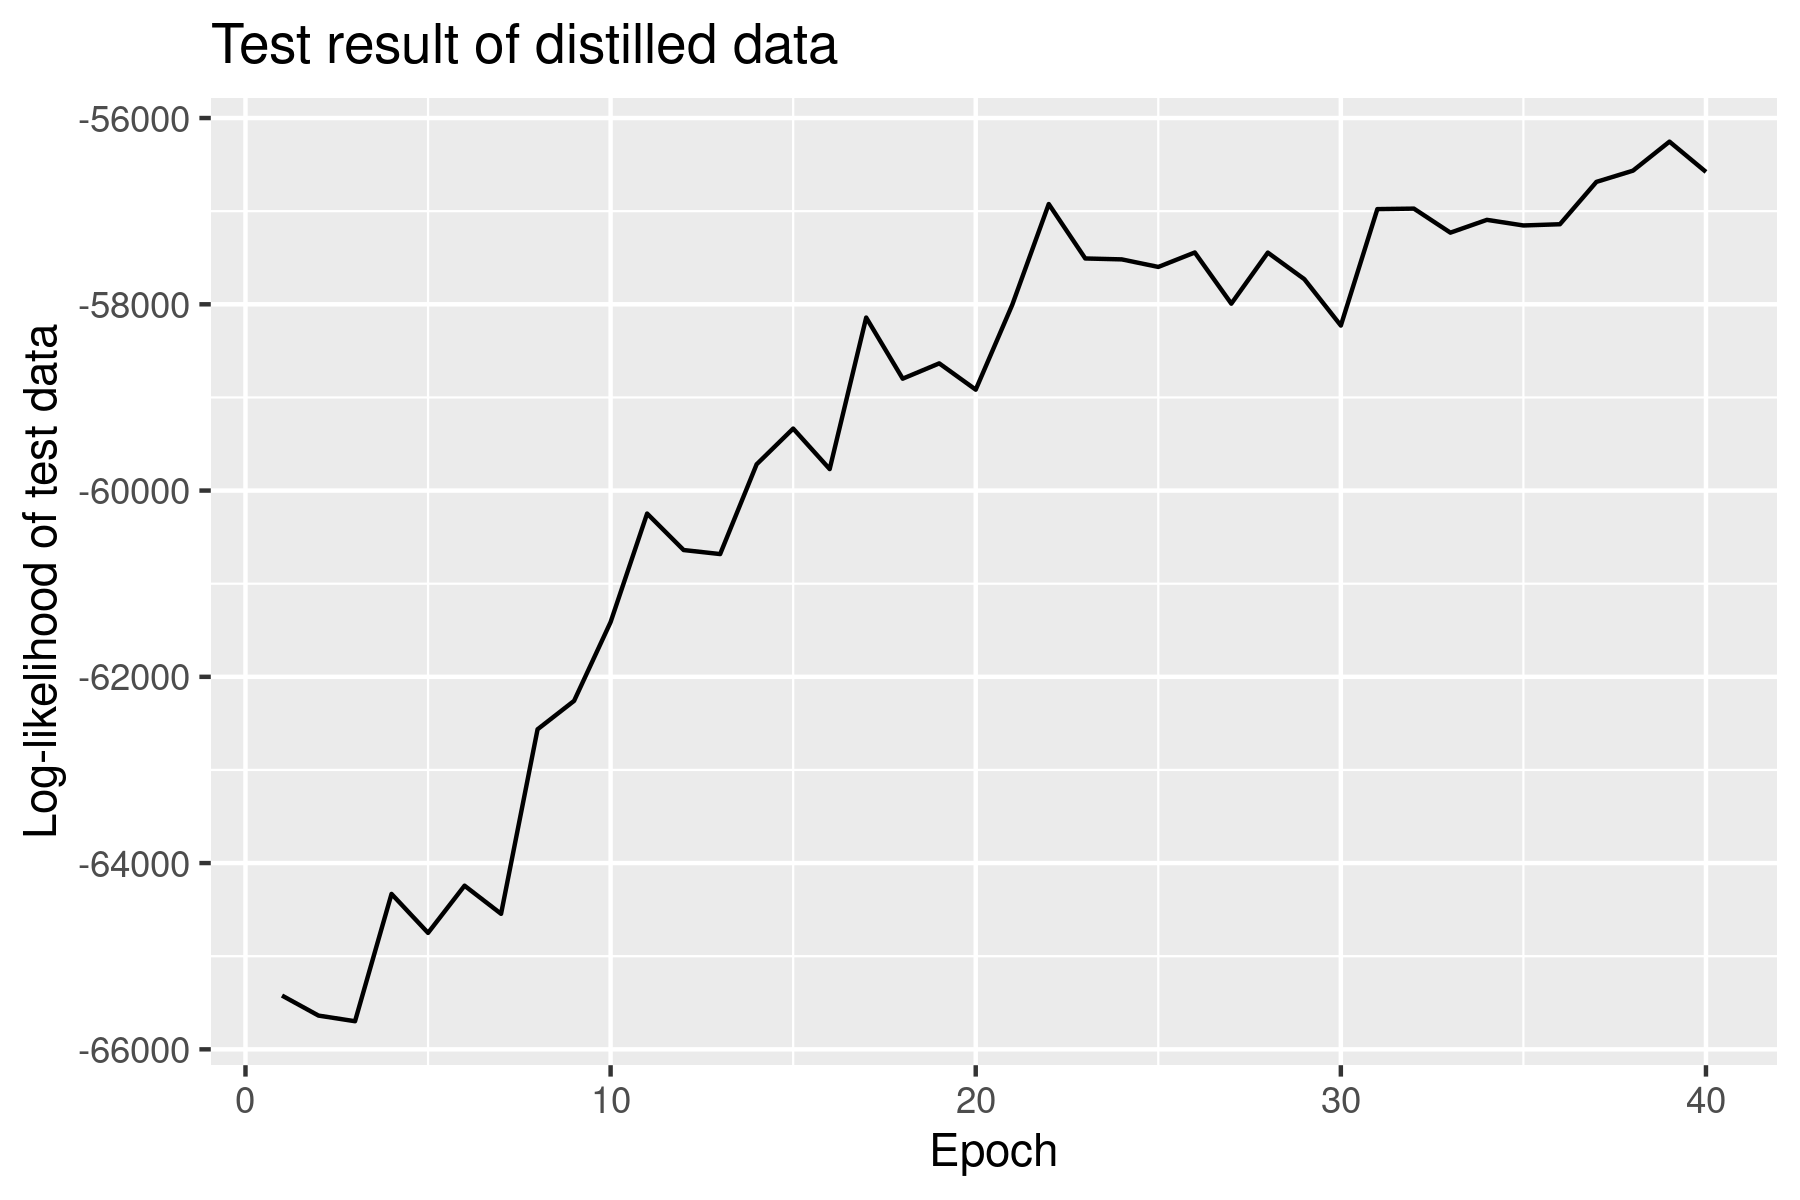 Test result of distilled data
Log-likelihood of test data
-56000
-58000
-60000
-62000
-64000
-66000
0 10 20 30 40
Epoch